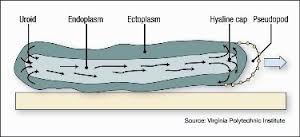 Uroid Endoplasm Ectoplasm Hyaline cap Pseudopod
Source: Virginia Polytechnic Institute